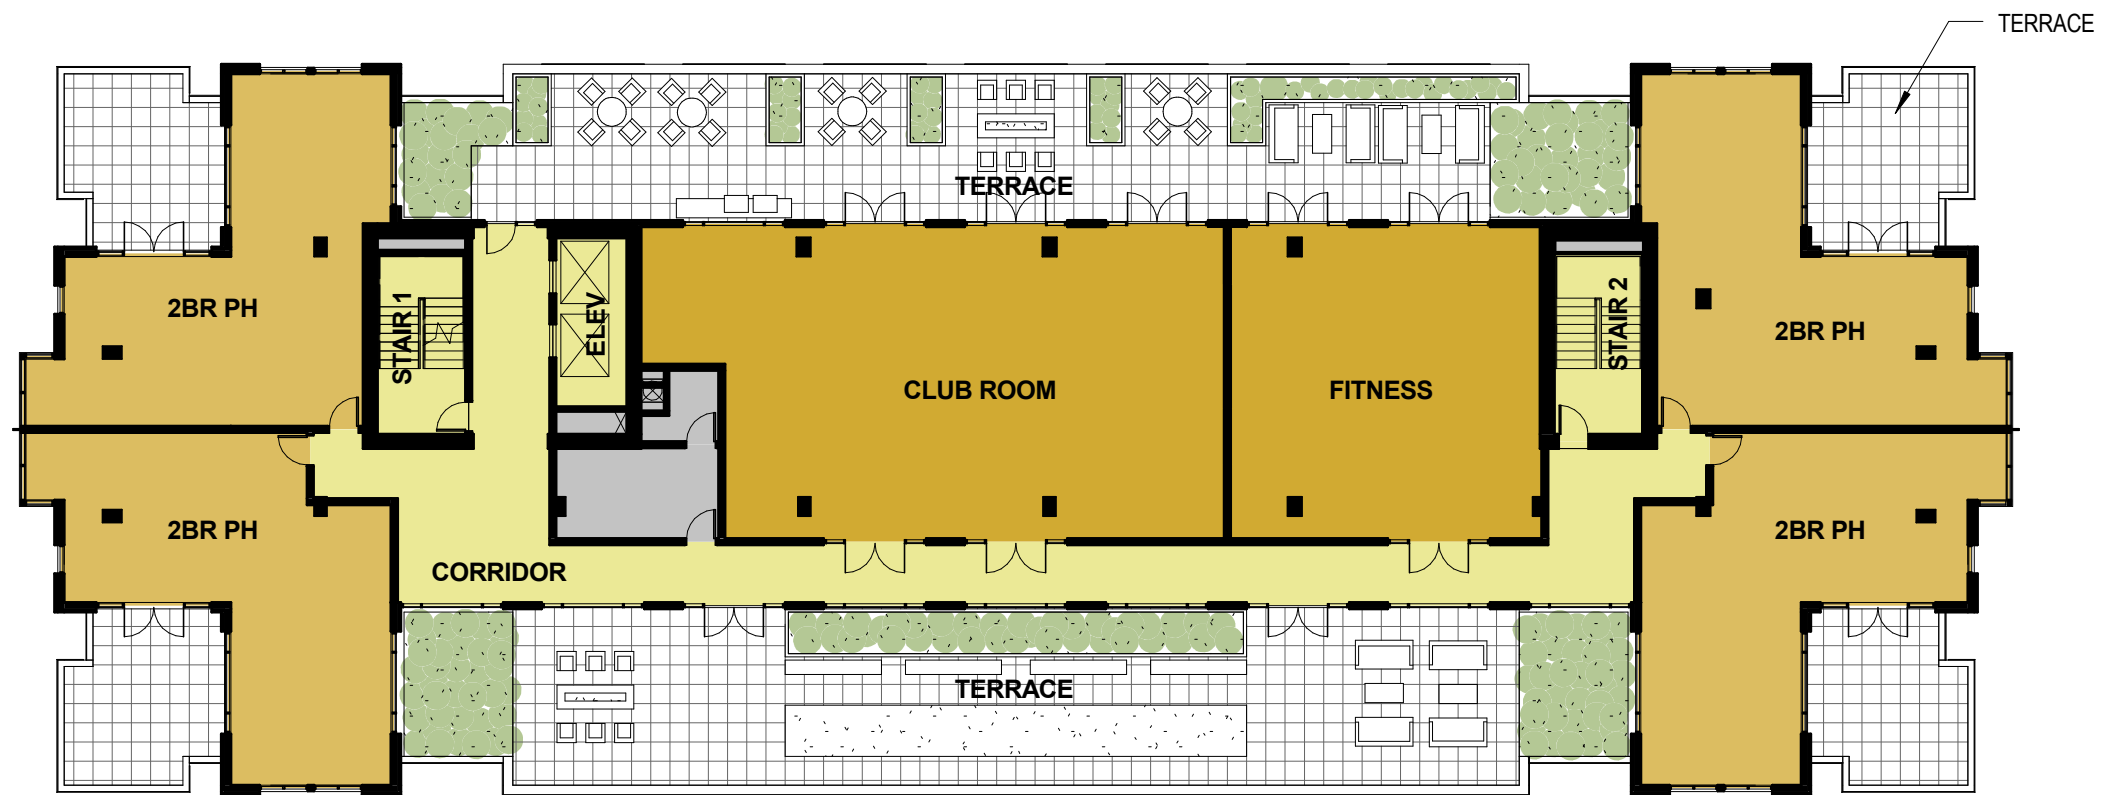 TERRACE
TERRACE
2BR PH
STAIR 1
ELEV
CLUB ROOM
FITNESS
STAIR 2
2BR PH
2BR PH
CORRIDOR
2BR PH
TERRACE